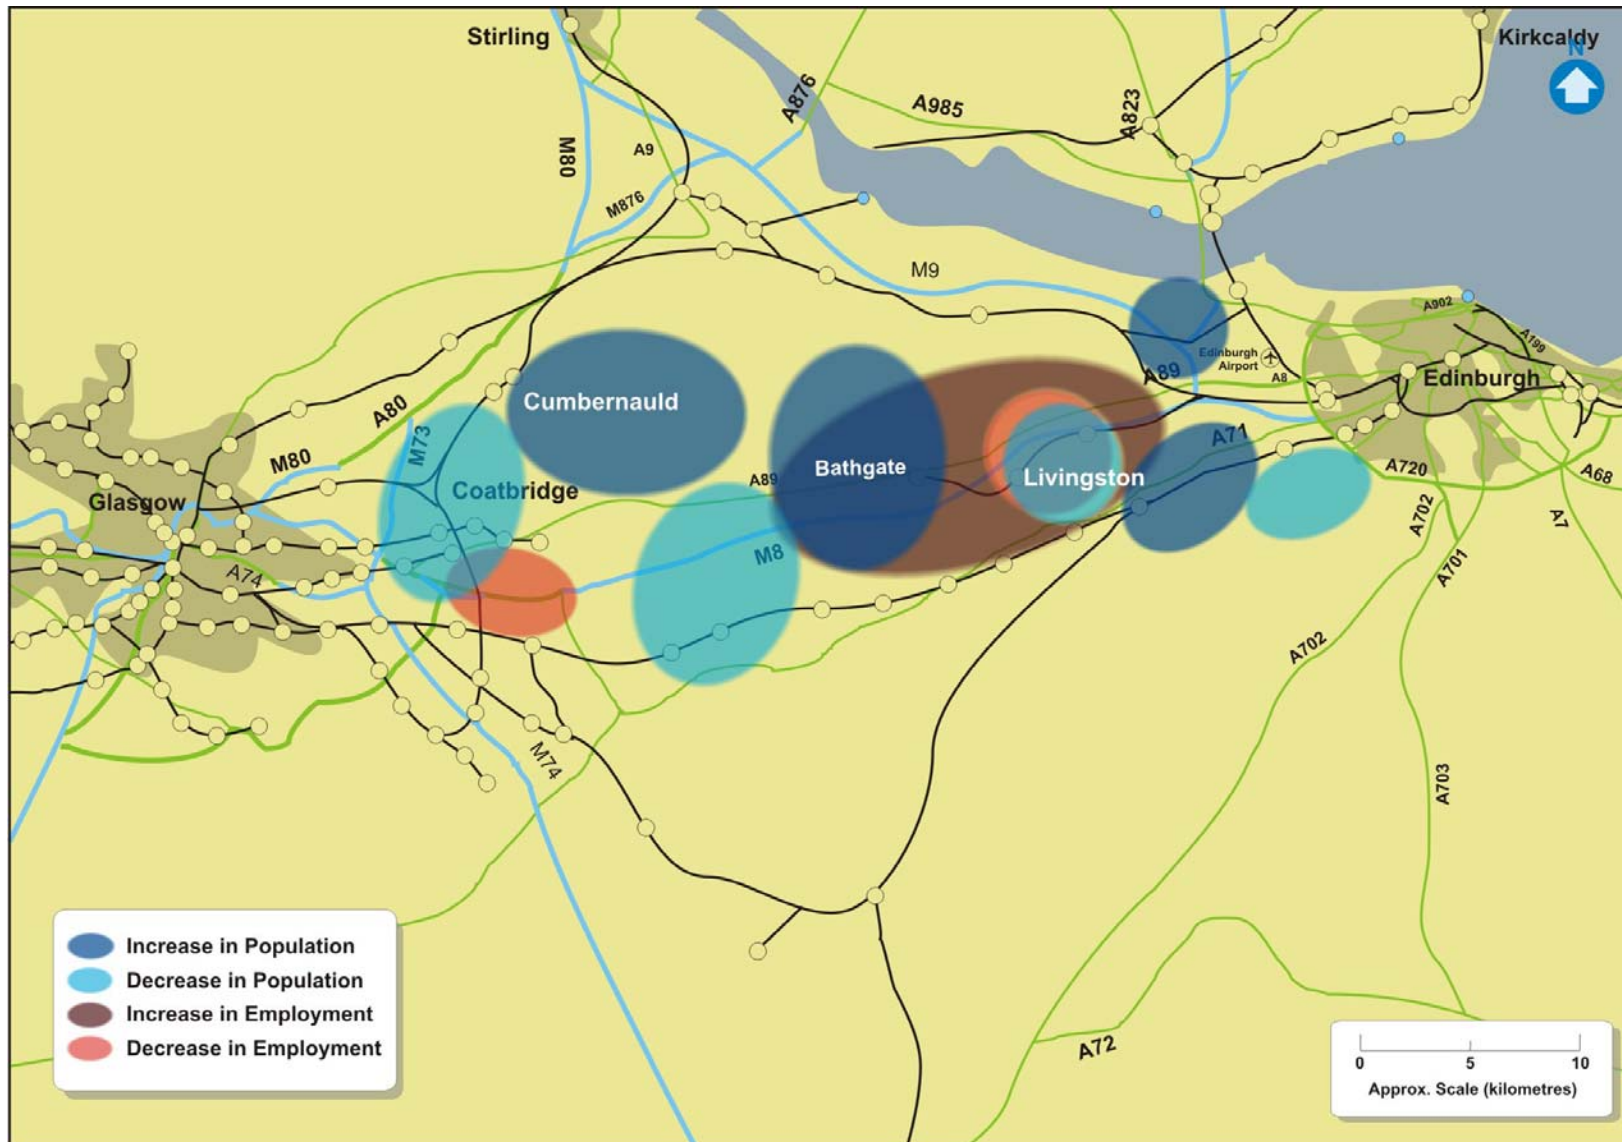 Stirling
Kirkcaldy
N
A876
A985
A823
M80
A9
M876
M9
A902
A199
Edinburgh
Airport
A8
A89
Edinburgh
Cumbernauld
A80
M73
A71
M80
Bathgate
A89
Livingston
A720
A68
Glasgow
Coatbridge
A702
A7
M8
A74
A701
A702
M74
A703
Increase in Population
Decrease in Population
Increase in Employment
Decrease in Employment
A72
0 5 10
Approx. Scale (kilometres)